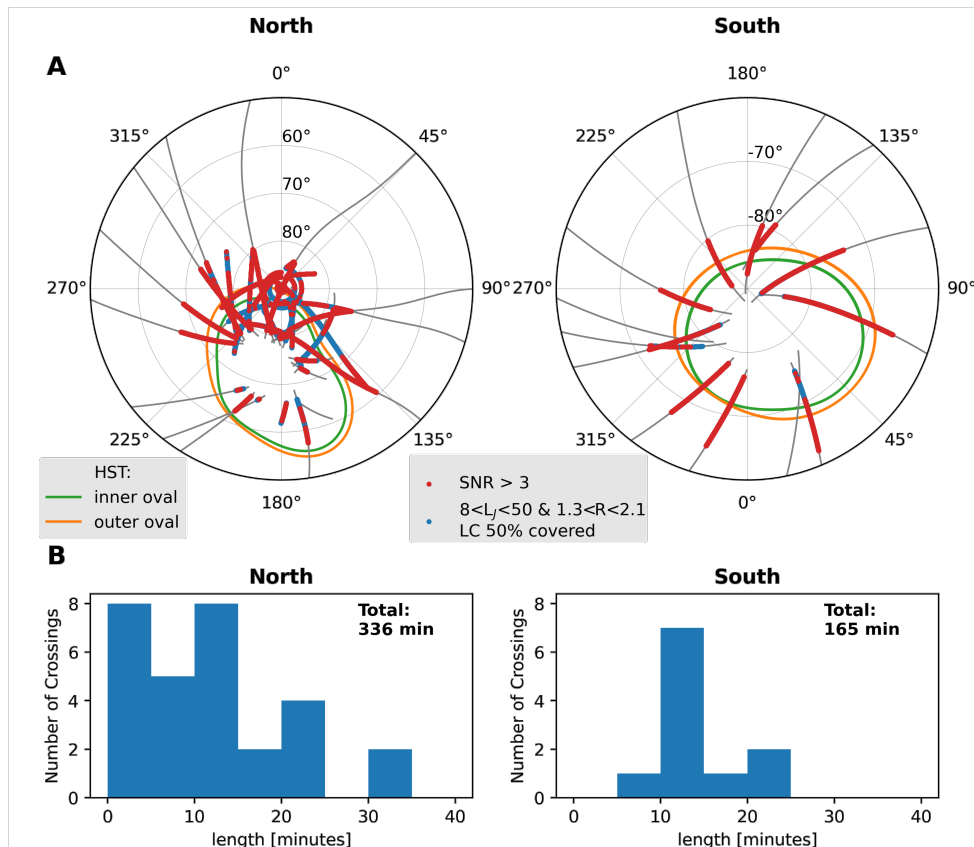 North
South
A
0°
315°
45°
60°
70°
80°
270°
90°
225°
135°
180°
180°
225°
135°
-70°
-80°
270°
90°
315°
45°
0°
HST:
inner oval
outer oval
SNR > 3
8<L_J<50 & 1.3<R<2.1
LC 50% covered
B
North
Number of Crossings
8
6
4
2
0
Total:
336 min
0
10
20
30
40
length [minutes]
South
Number of Crossings
8
6
4
2
0
Total:
165 min
0
10
20
30
40
length [minutes]